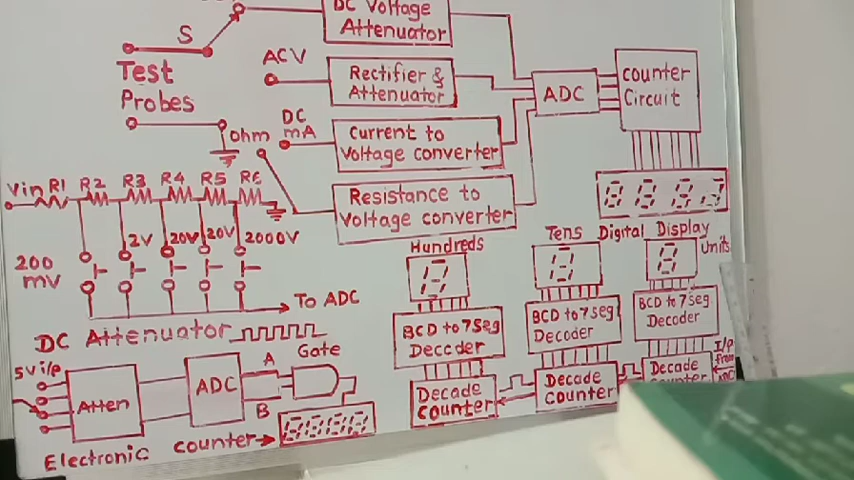 DC Voltage
Attenuator
S
Test
Probes
ACV
Rectifier &
Attenuator
DC
mA
Current to
Voltage converter
Ohm
Resistance to
Voltage converter
ADC
counter
Circuit
Digital Display
Vin R1 R2 R3 R4 R5 R6
200
mV
2V 20V 20V 2000V
To ADC
DC Attenuator
Hundreds
BCD to 7Seg
Decoder
Decade
counter
Tens
BCD to 7Seg
Decoder
Decade
counter
Units
BCD to 7Seg
Decoder
Decade
I/P
from
5V i/p
Atten
ADC
A
B
Gate
Electronic counter